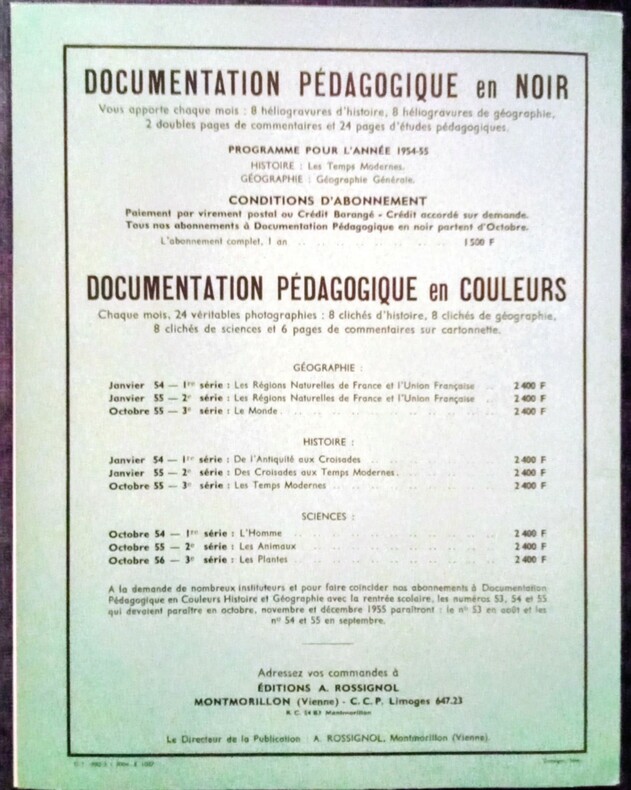 DOCUMENTATION PÉDAGOGIQUE en NOIR
Vous apporte chaque mois : 8 héliogravures d'histoire, 8 héliogravures de géographie,
2 doubles pages de commentaires et 24 pages d'études pédagogiques.
PROGRAMME POUR L'ANNÉE 1954-55
HISTOIRE : Les Temps Modernes.
GÉOGRAPHIE : Géographie Générale.
CONDITIONS D'ABONNEMENT
Paiement par virement postal ou Crédit Barangé - Crédit accordé sur demande.
Tous nos abonnements à Documentation Pédagogique en noir partent d'Octobre.
L'abonnement complet, 1 an .. .. .. .. .. .. .. .. 1 500 F
DOCUMENTATION PÉDAGOGIQUE en COULEURS
Chaque mois, 24 véritables photographies : 8 clichés d'histoire, 8 clichés de géographie,
8 clichés de sciences et 6 pages de commentaires sur cartonnette.
GÉOGRAPHIE :
Janvier 54 — 1re série : Les Régions Naturelles de France et l'Union Française .. 2 400 F
Janvier 55 — 2e série : Les Régions Naturelles de France et l'Union Française .. 2 400 F
Octobre 55 — 3e série : Le Monde. .. .. .. .. .. .. .. .. 2 400 F
HISTOIRE :
Janvier 54 — 1re série : De l'Antiquité aux Croisades .. .. .. .. .. 2 400 F
Janvier 55 — 2e série : Des Croisades aux Temps Modernes. .. .. .. .. 2 400 F
Octobre 55 — 3e série : Les Temps Modernes .. .. .. .. .. .. 2 400 F
SCIENCES :
Octobre 54 — 1re série : L'Homme .. .. .. .. .. .. .. .. 2 400 F
Octobre 55 — 2e série : Les Animaux .. .. .. .. .. .. .. 2 400 F
Octobre 56 — 3e série : Les Plantes .. .. .. .. .. .. .. .. 2 400 F
A la demande de nombreux instituteurs et pour faire coïncider nos abonnements à Documentation
Pédagogique en Couleurs Histoire et Géographie avec la rentrée scolaire, les numéros 53, 54 et 55
qui devaient paraître en octobre, novembre et décembre 1955 paraîtront : le n° 53 en août et les
nos 54 et 55 en septembre.
Adressez vos commandes à
ÉDITIONS A. ROSSIGNOL
MONTMORILLON (Vienne) - C. C. P. Limoges 647.23
R. C. Montmorillon
Le Directeur de la Publication : A. ROSSIGNOL, Montmorillon (Vienne).